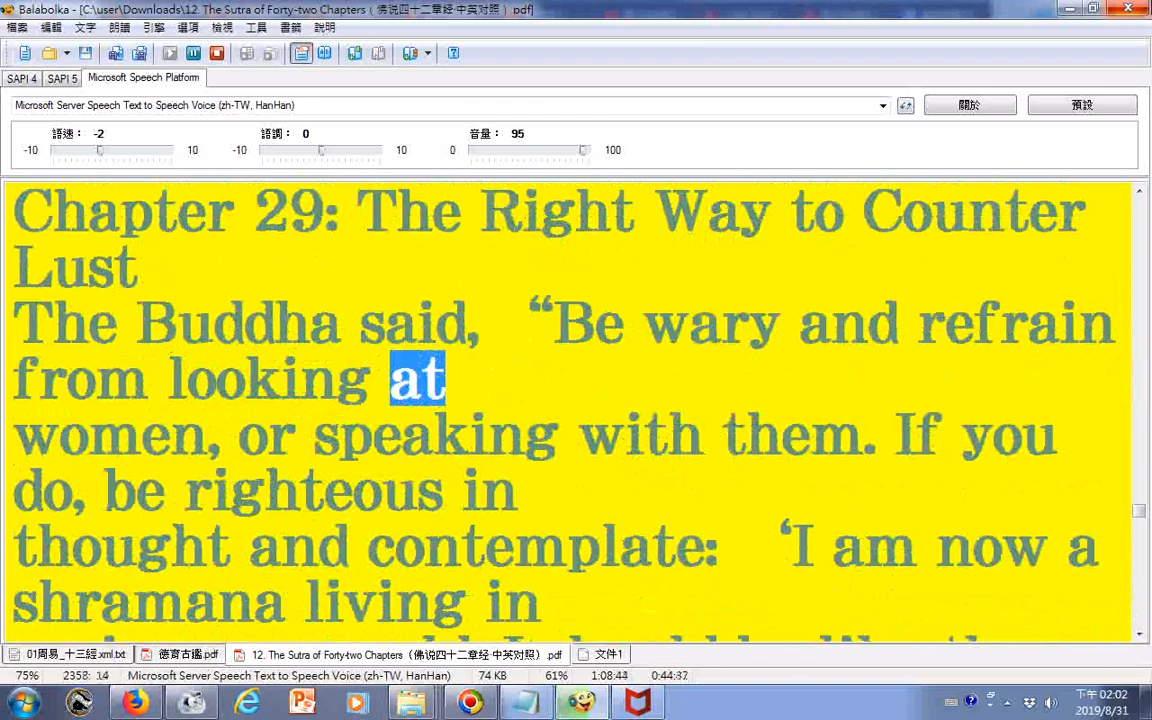 Balabolka - [C:\user\Downloads\12. The Sutra of Forty-two Chapters（佛说四十二章经·中英对照）.pdf]
檔案 編輯 文字 朗讀 引擎 選項 檢視 工具 書籤 說明
SAPI 4 SAPI 5 Microsoft Speech Platform
Microsoft Server Speech Text to Speech Voice (zh-TW, HanHan) 關於 預設
語速： -2 語調： 0 音量： 95
-10 10 -10 10 0 100
Chapter 29: The Right Way to Counter
Lust
The Buddha said, “Be wary and refrain
from looking at
women, or speaking with them. If you
do, be righteous in
thought and contemplate: ‘I am now a
shramana living in
01周易_十三經.xml.txt 德育古鑑.pdf 12. The Sutra of Forty-two Chapters（佛说四十二章经·中英对照）.pdf 文件1
75% 2358: 14 Microsoft Server Speech Text to Speech Voice (zh-TW, HanHan) 74 KB 61% 1:08:44 0:44:37
下午 02:02
2019/8/31